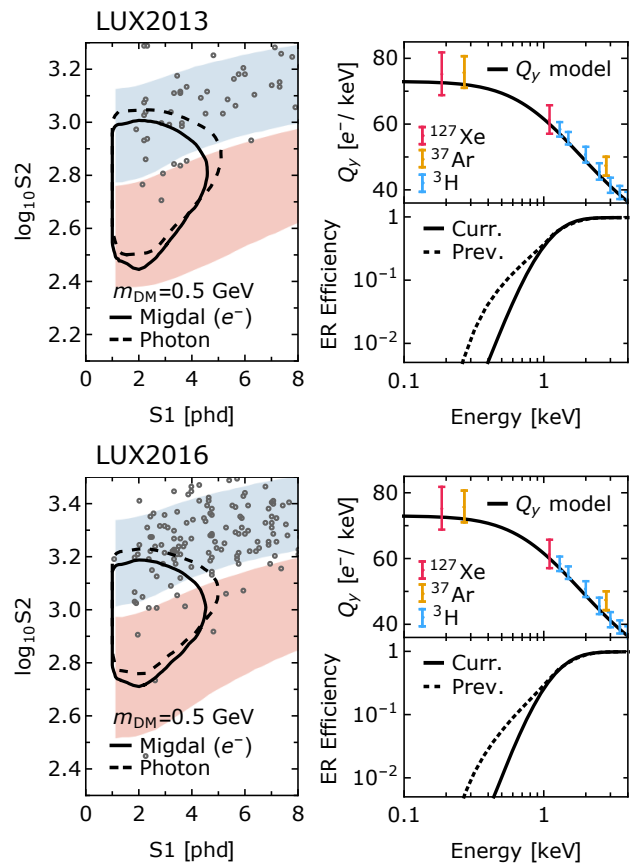 LUX2013
3.2
3.0
2.8
2.6
2.4
2.2
log10S2
mDM=0.5 GeV
Migdal (e−)
Photon
0 2 4 6 8
S1 [phd]
80
60
40
Qy [e−/ keV]
Qy model
127Xe
37Ar
3H
1
10−1
10−2
ER Efficiency
Curr.
Prev.
0.1 1
Energy [keV]
LUX2016
3.4
3.2
3.0
2.8
2.6
2.4
log10S2
mDM=0.5 GeV
Migdal (e−)
Photon
0 2 4 6 8
S1 [phd]
80
60
40
Qy [e−/ keV]
Qy model
127Xe
37Ar
3H
1
10−1
10−2
ER Efficiency
Curr.
Prev.
0.1 1
Energy [keV]